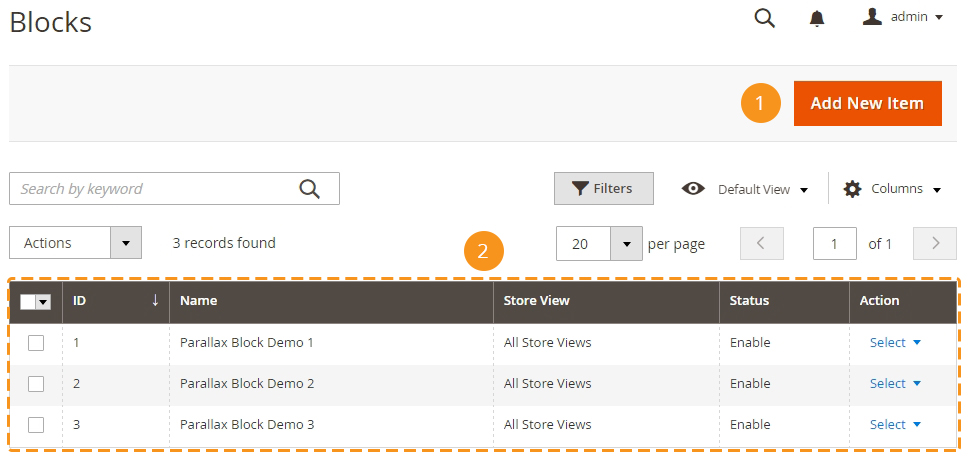 Blocks
admin
1
Add New Item
Search by keyword
Filters
Default View
Columns
Actions
3 records found
2
20
per page
1
of 1
ID ↓ Name Store View Status Action
1 Parallax Block Demo 1 All Store Views Enable Select
2 Parallax Block Demo 2 All Store Views Enable Select
3 Parallax Block Demo 3 All Store Views Enable Select